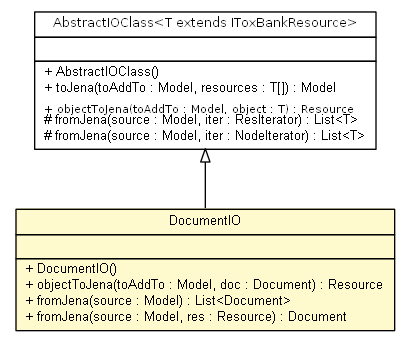 AbstractIOClass<T extends IToxBankResource>
+ AbstractIOClass()
+ toJena(toAddTo : Model, resources : T[]) : Model
+ objectToJena(toAddTo : Model, object : T) : Resource
# fromJena(source : Model, iter : ResIterator) : List<T>
# fromJena(source : Model, iter : NodeIterator) : List<T>
DocumentIO
+ DocumentIO()
+ objectToJena(toAddTo : Model, doc : Document) : Resource
+ fromJena(source : Model) : List<Document>
+ fromJena(source : Model, res : Resource) : Document